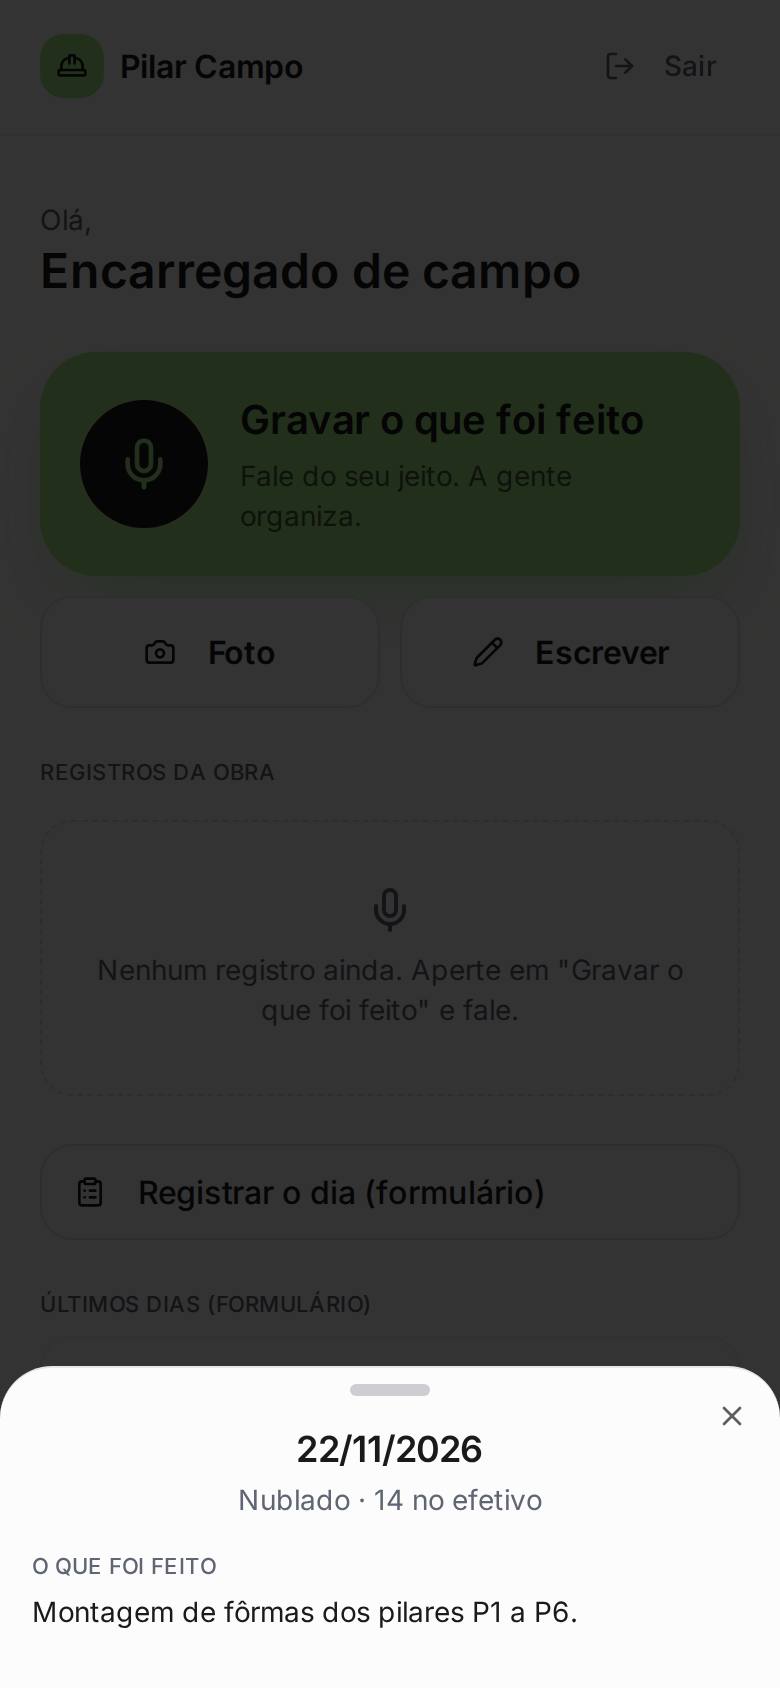 Pilar Campo
Sair
Olá,
Encarregado de campo
Gravar o que foi feito
Fale do seu jeito. A gente
organiza.
Foto
Escrever
REGISTROS DA OBRA
Nenhum registro ainda. Aperte em "Gravar o
que foi feito" e fale.
Registrar o dia (formulário)
ÚLTIMOS DIAS (FORMULÁRIO)
22/11/2026
Nublado · 14 no efetivo
O QUE FOI FEITO
Montagem de fôrmas dos pilares P1 a P6.